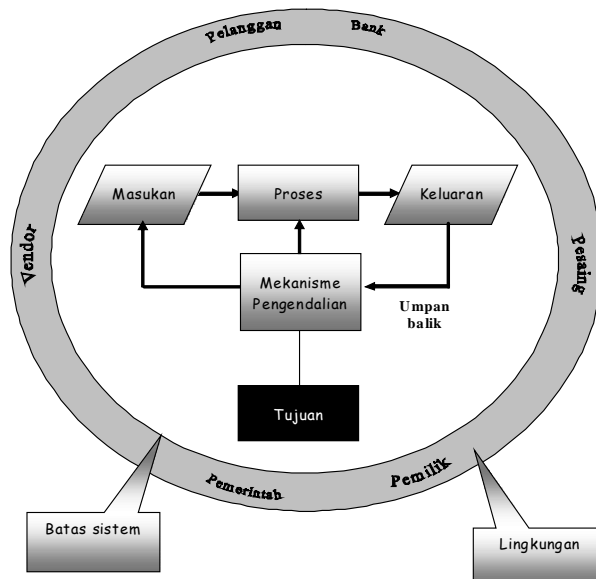 Pelanggan
Bank
Masukan
Proses
Keluaran
Vendor
Pesaing
Mekanisme
Pengendalian
Umpan
balik
Tujuan
Pemerintah
Pemilik
Batas sistem
Lingkungan